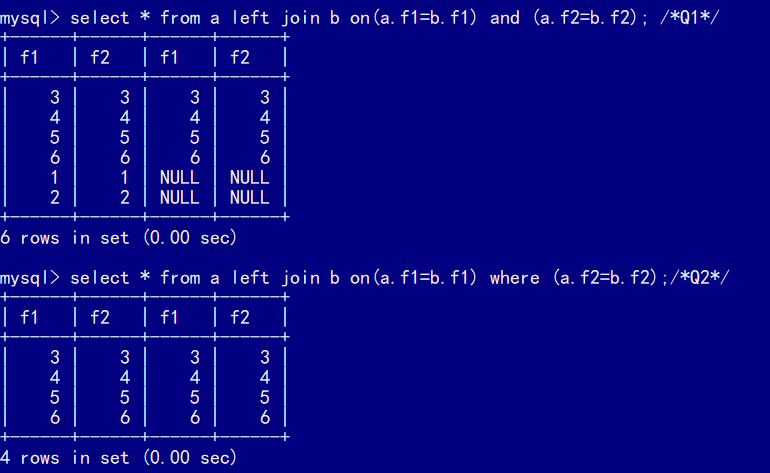 mysql> select * from a left join b on(a.f1=b.f1) and (a.f2=b.f2); /*Q1*/
+------+------+------+------+
| f1   | f2   | f1   | f2   |
+------+------+------+------+
|    3 |    3 |    3 |    3 |
|    4 |    4 |    4 |    4 |
|    5 |    5 |    5 |    5 |
|    6 |    6 |    6 |    6 |
|    1 |    1 | NULL | NULL |
|    2 |    2 | NULL | NULL |
+------+------+------+------+
6 rows in set (0.00 sec)
mysql> select * from a left join b on(a.f1=b.f1) where (a.f2=b.f2);/*Q2*/
+------+------+------+------+
| f1   | f2   | f1   | f2   |
+------+------+------+------+
|    3 |    3 |    3 |    3 |
|    4 |    4 |    4 |    4 |
|    5 |    5 |    5 |    5 |
|    6 |    6 |    6 |    6 |
+------+------+------+------+
4 rows in set (0.00 sec)